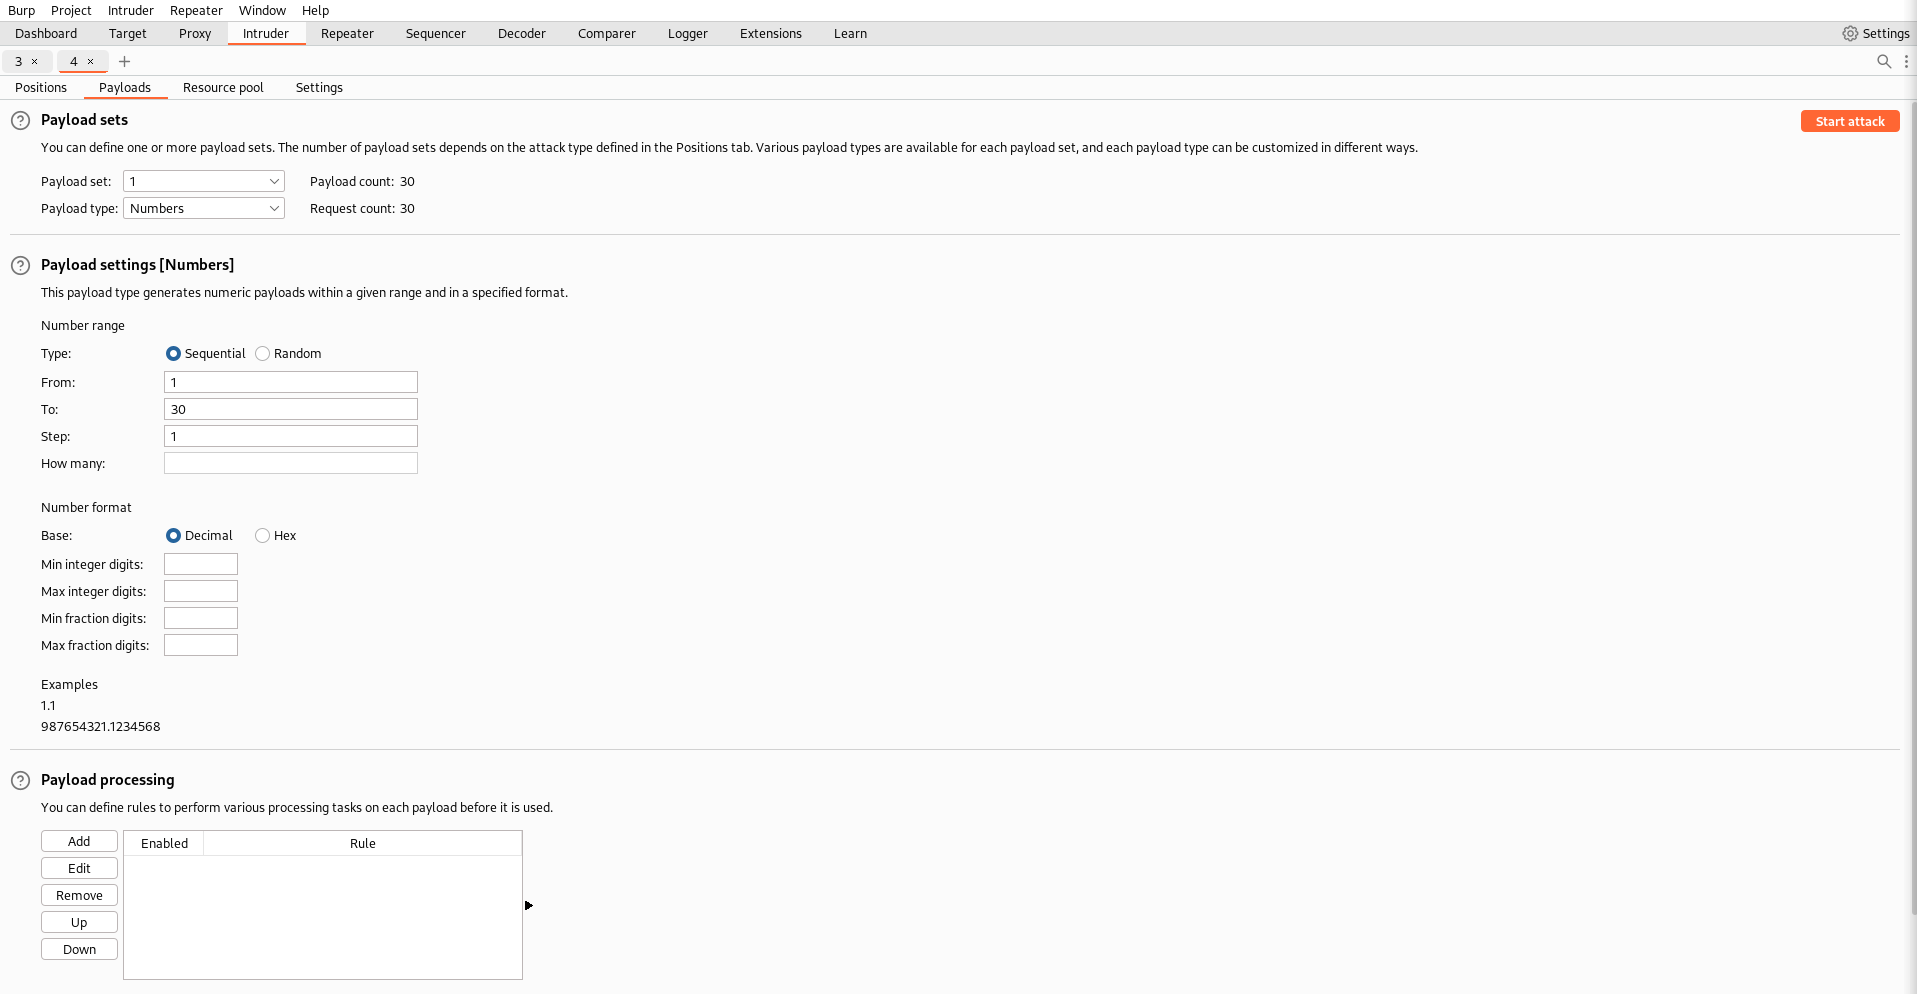 Burp Project Intruder Repeater Window Help
Dashboard Target Proxy Intruder Repeater Sequencer Decoder Comparer Logger Extensions Learn Settings
3 × 4 × +
Positions Payloads Resource pool Settings
? Payload sets Start attack
You can define one or more payload sets. The number of payload sets depends on the attack type defined in the Positions tab. Various payload types are available for each payload set, and each payload type can be customized in different ways.
Payload set: 1 Payload count: 30
Payload type: Numbers Request count: 30
? Payload settings [Numbers]
This payload type generates numeric payloads within a given range and in a specified format.
Number range
Type: Sequential Random
From: 1
To: 30
Step: 1
How many:
Number format
Base: Decimal Hex
Min integer digits:
Max integer digits:
Min fraction digits:
Max fraction digits:
Examples
1.1
987654321.1234568
? Payload processing
You can define rules to perform various processing tasks on each payload before it is used.
Add Enabled Rule
Edit
Remove
Up
Down